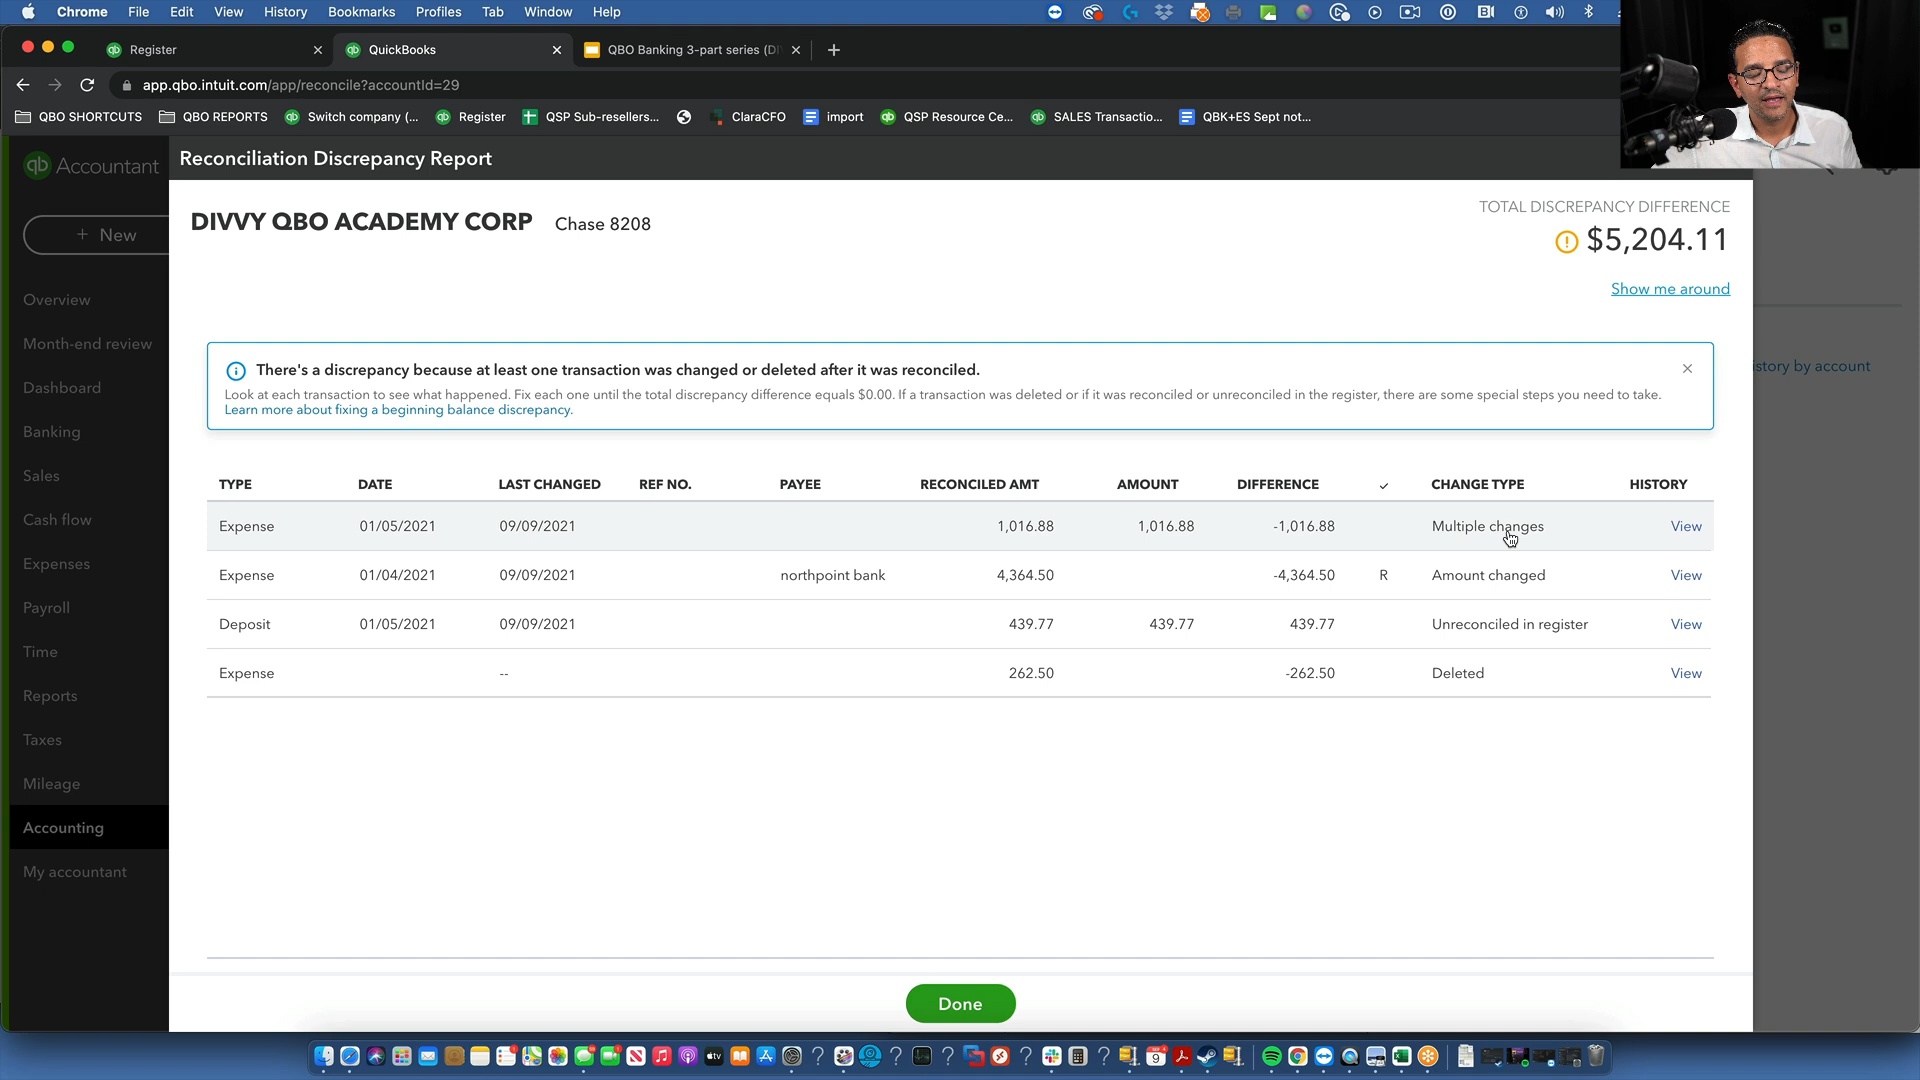 Chrome File Edit View History Bookmarks Profiles Tab Window Help
Register QuickBooks QBO Banking 3-part series (DI
app.qbo.intuit.com/app/reconcile?accountId=29
QBO SHORTCUTS QBO REPORTS Switch company (... Register QSP Sub-resellers... ClaraCFO import QSP Resource Ce... SALES Transactio... QBK+ES Sept not...
qb Accountant
Reconciliation Discrepancy Report
DIVVY QBO ACADEMY CORP Chase 8208
TOTAL DISCREPANCY DIFFERENCE
$5,204.11
Show me around
+ New
Overview
Month-end review
Dashboard
Banking
Sales
Cash flow
Expenses
Payroll
Time
Reports
Taxes
Mileage
Accounting
My accountant
istory by account
There's a discrepancy because at least one transaction was changed or deleted after it was reconciled.
Look at each transaction to see what happened. Fix each one until the total discrepancy difference equals $0.00. If a transaction was deleted or if it was reconciled or unreconciled in the register, there are some special steps you need to take.
Learn more about fixing a beginning balance discrepancy.
TYPE DATE LAST CHANGED REF NO. PAYEE RECONCILED AMT AMOUNT DIFFERENCE ✓ CHANGE TYPE HISTORY
Expense 01/05/2021 09/09/2021 1,016.88 1,016.88 -1,016.88 Multiple changes View
Expense 01/04/2021 09/09/2021 northpoint bank 4,364.50 -4,364.50 R Amount changed View
Deposit 01/05/2021 09/09/2021 439.77 439.77 439.77 Unreconciled in register View
Expense -- 262.50 -262.50 Deleted View
Done